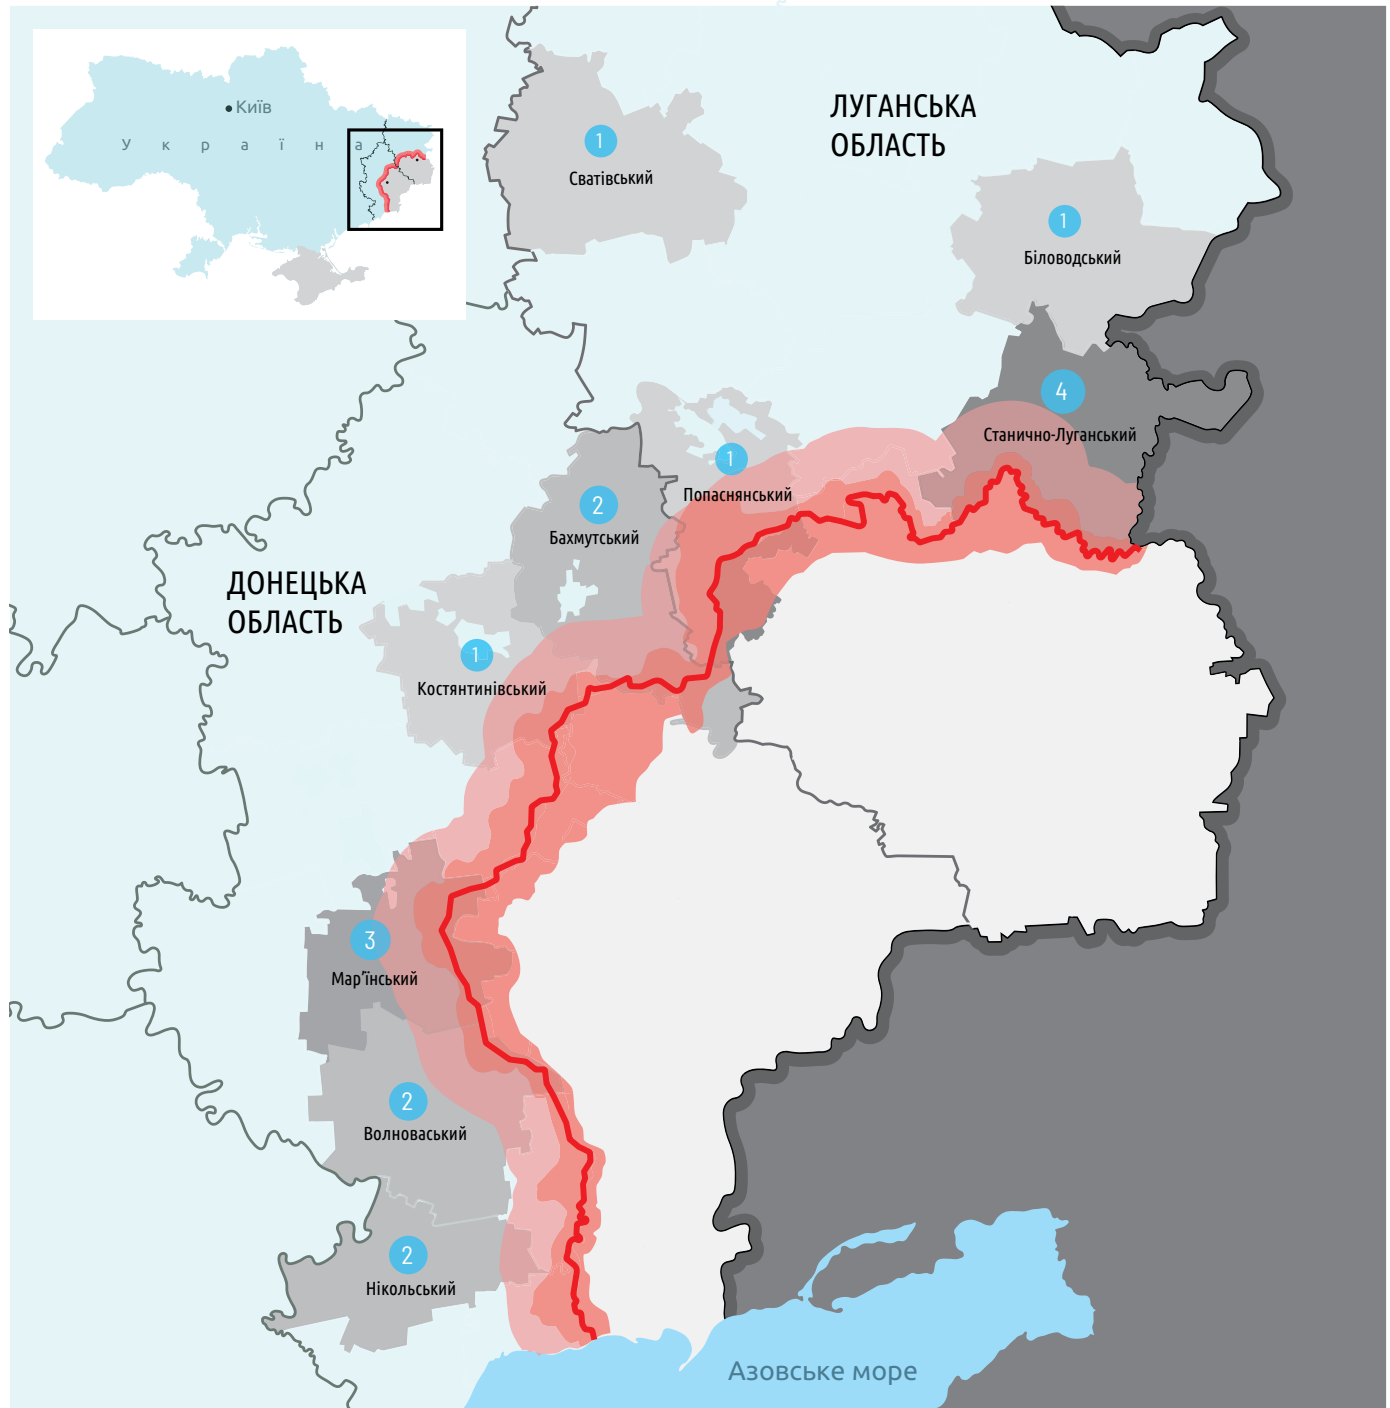 Київ
Україна
ЛУГАНСЬКА
ОБЛАСТЬ
1
Сватівський
1
Біловодський
4
Станично-Луганський
1
Попаснянський
2
Бахмутський
ДОНЕЦЬКА
ОБЛАСТЬ
1
Костянтинівський
3
Мар’їнський
2
Волноваський
2
Нікольський
Азовське море